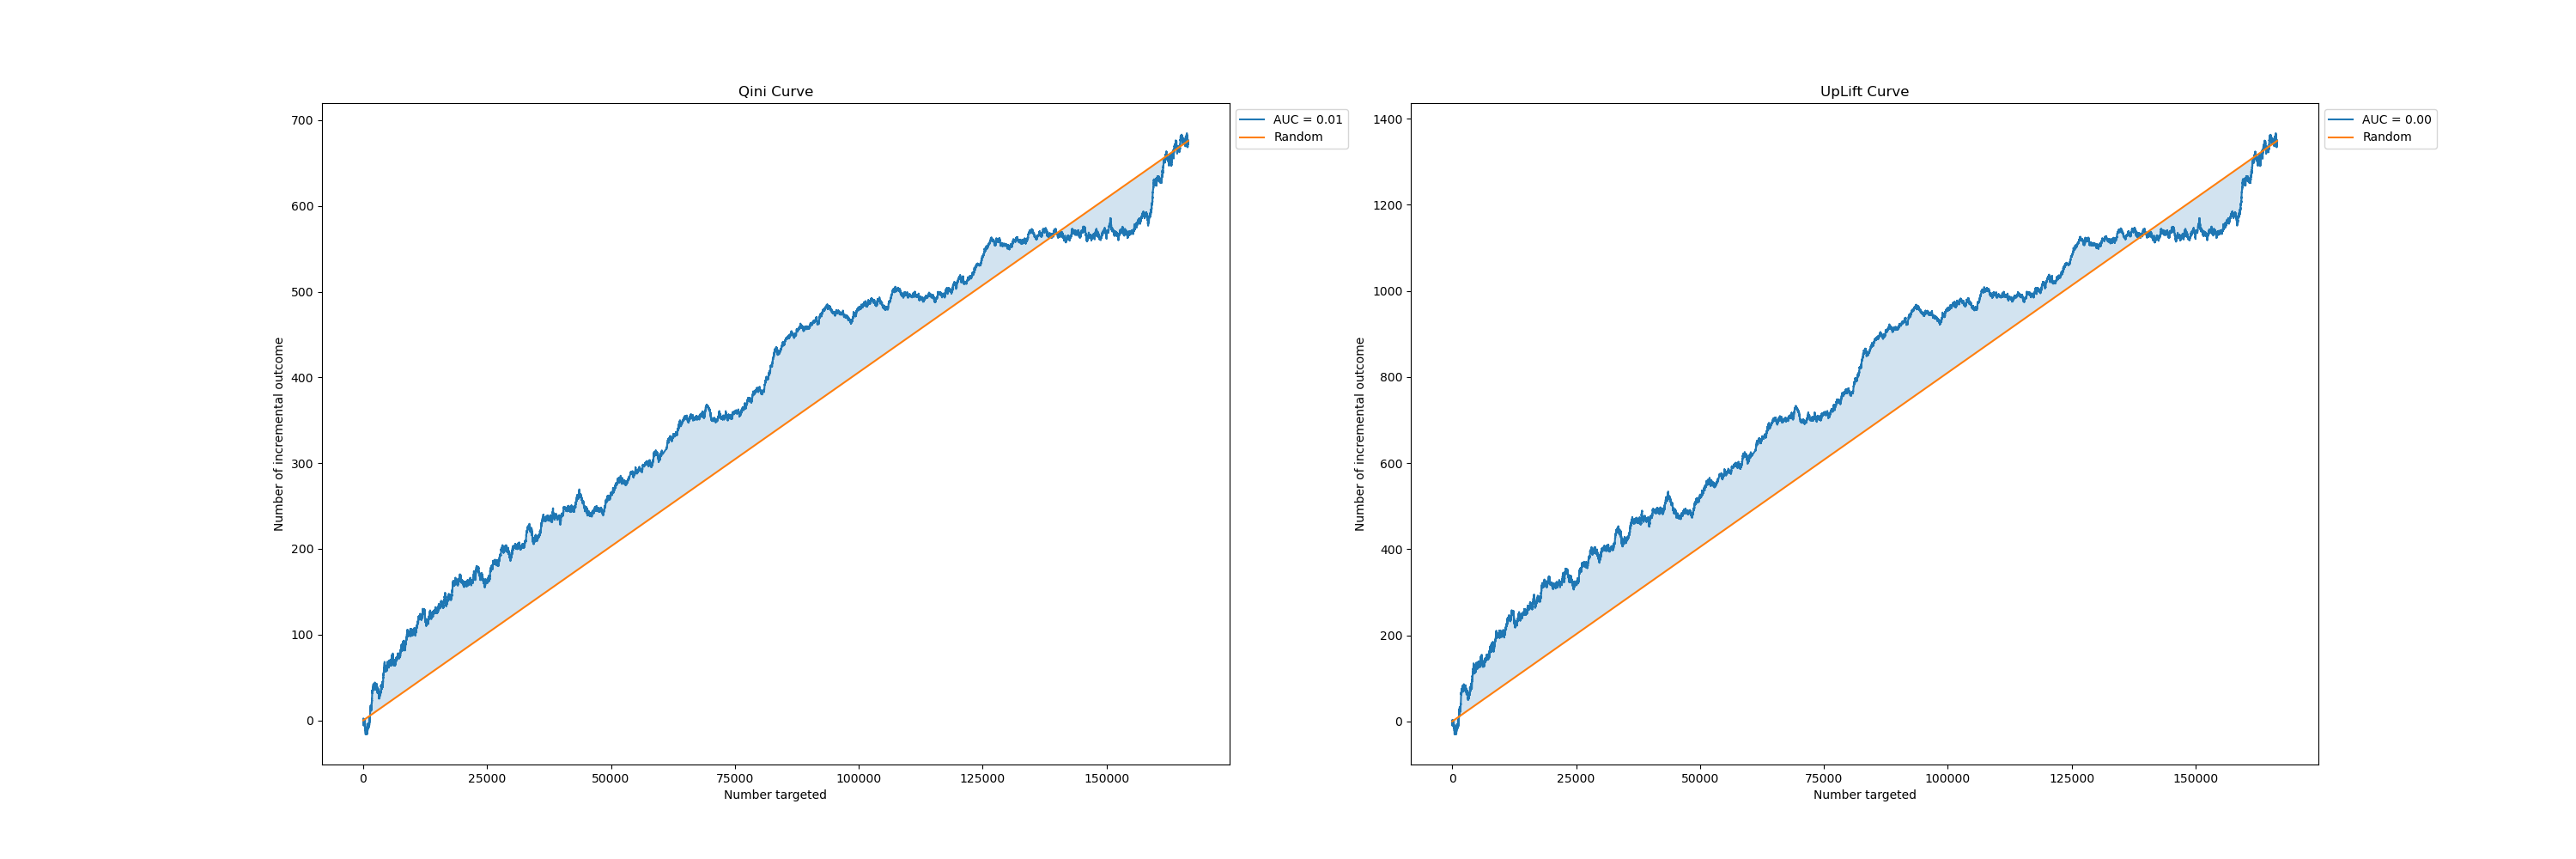 Qini Curve
700
600
500
400
300
200
100
0
Number of incremental outcome
0 25000 50000 75000 100000 125000 150000
Number targeted
AUC = 0.01
Random
UpLift Curve
1400
1200
1000
800
600
400
200
0
Number of incremental outcome
0 25000 50000 75000 100000 125000 150000
Number targeted
AUC = 0.00
Random